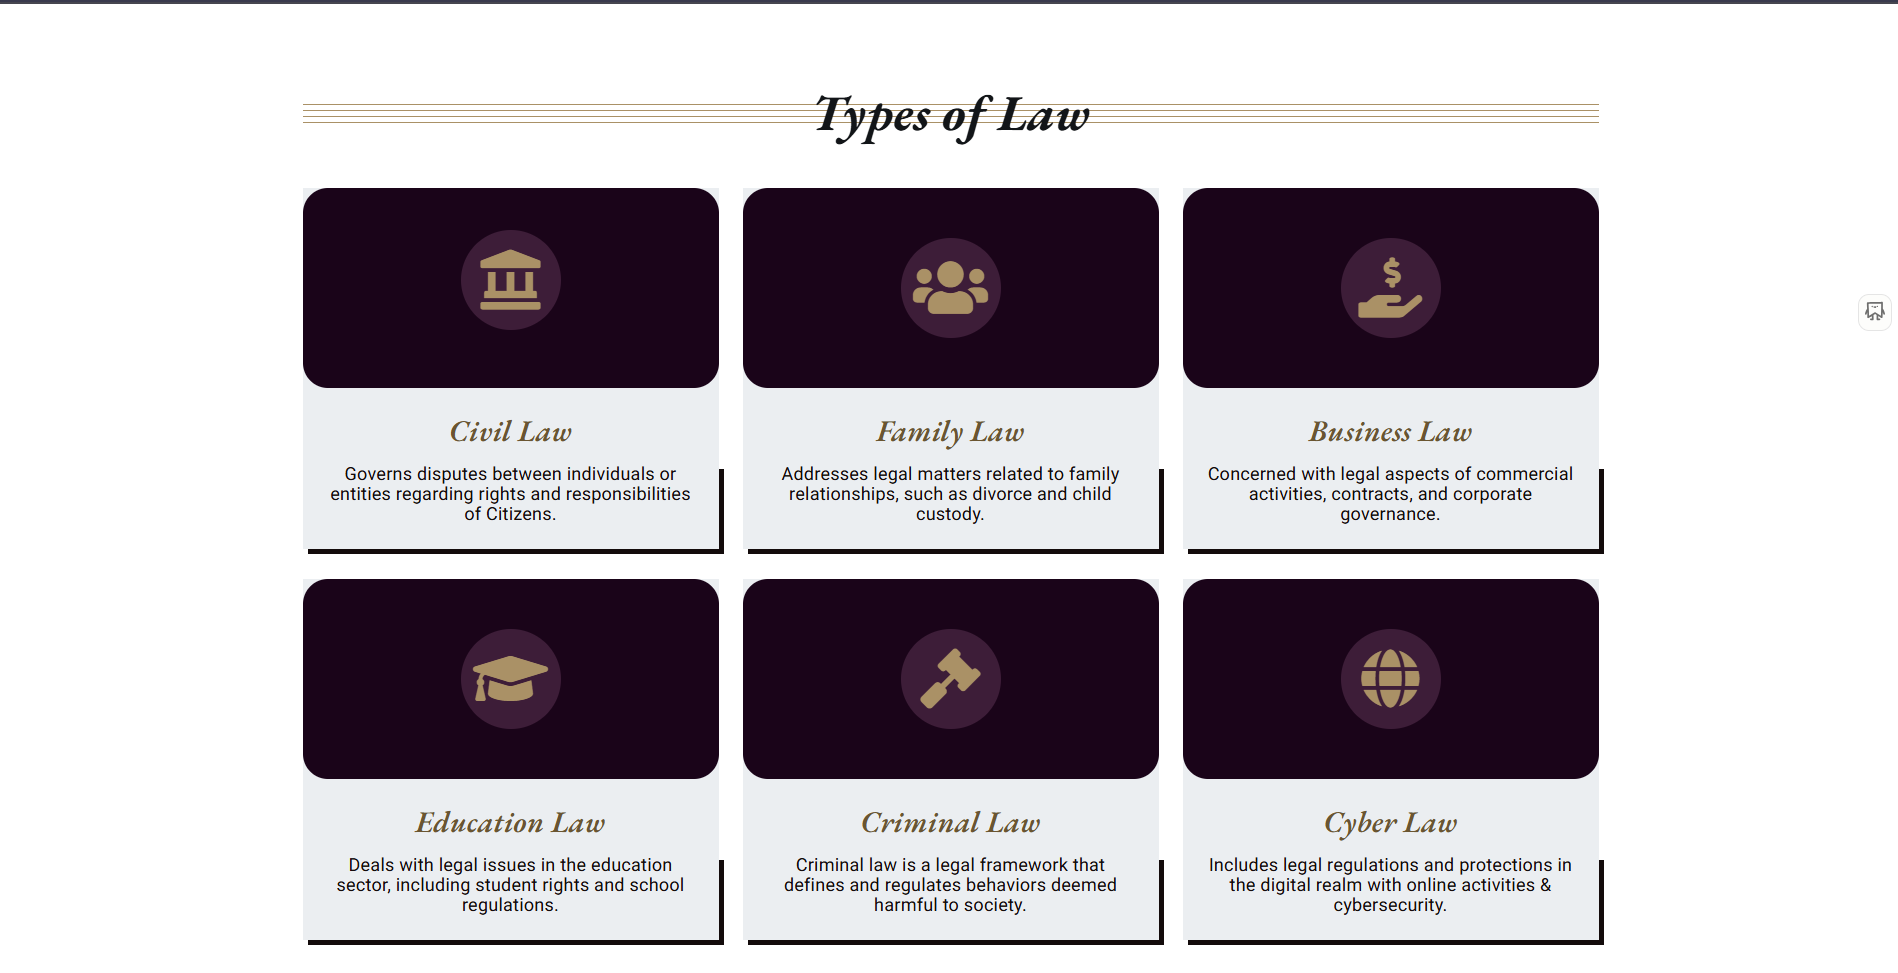 Types of Law
Civil Law
Governs disputes between individuals or
entities regarding rights and responsibilities
of Citizens.
Family Law
Addresses legal matters related to family
relationships, such as divorce and child
custody.
Business Law
Concerned with legal aspects of commercial
activities, contracts, and corporate
governance.
Education Law
Deals with legal issues in the education
sector, including student rights and school
regulations.
Criminal Law
Criminal law is a legal framework that
defines and regulates behaviors deemed
harmful to society.
Cyber Law
Includes legal regulations and protections in
the digital realm with online activities &
cybersecurity.